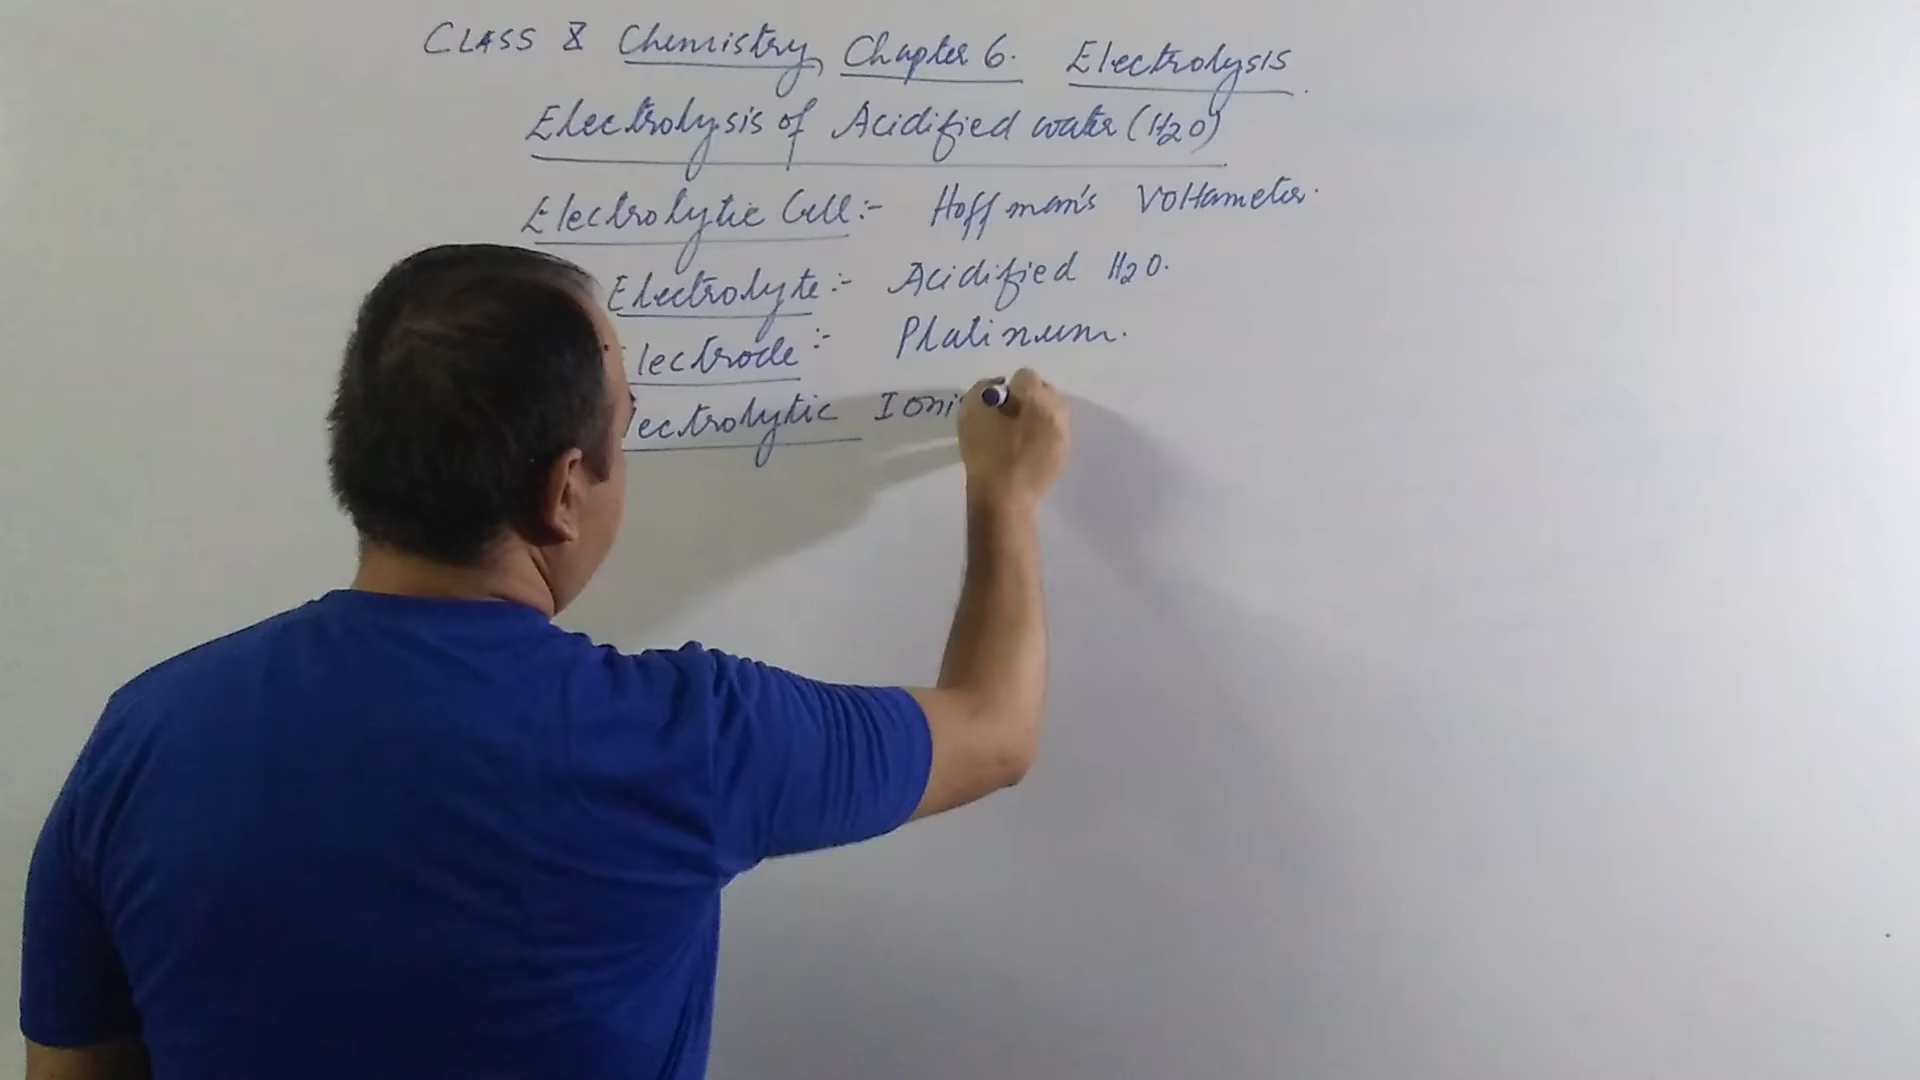 CLASS X Chemistry, Chapter 6. Electrolysis.
Electrolysis of Acidified water (H2O)
Electrolytic Cell:- Hoffman's Voltameter.
Electrolyte:- Acidified H2O.
lectrode:- Platinum.
lectrolytic Ionis